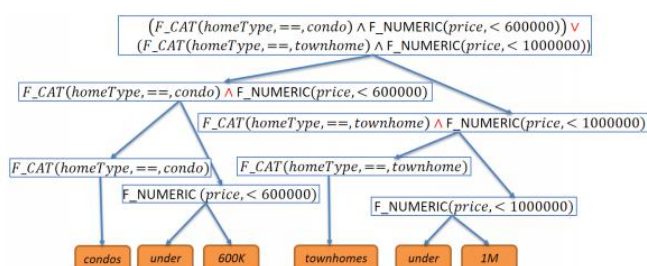 (F_CAT(homeType, ==, condo) ∧ F_NUMERIC(price, < 600000)) ∨
(F_CAT(homeType, ==, townhome) ∧ F_NUMERIC(price, < 1000000))
F_CAT(homeType, ==, condo) ∧ F_NUMERIC(price, < 600000)
F_CAT(homeType, ==, townhome) ∧ F_NUMERIC(price, < 1000000)
F_CAT(homeType, ==, condo)
F_CAT(homeType, ==, townhome)
F_NUMERIC (price, < 600000)
F_NUMERIC(price, < 1000000)
condos under 600K townhomes under 1M